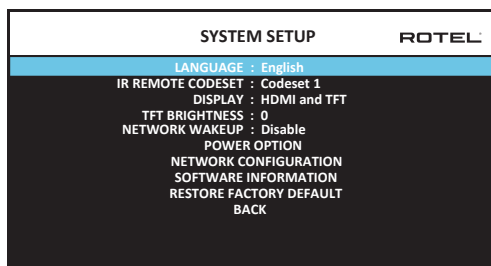 SYSTEM SETUP ROTEL
LANGUAGE : English
IR REMOTE CODESET : Codeset 1
DISPLAY : HDMI and TFT
TFT BRIGHTNESS : 0
NETWORK WAKEUP : Disable
POWER OPTION
NETWORK CONFIGURATION
SOFTWARE INFORMATION
RESTORE FACTORY DEFAULT
BACK